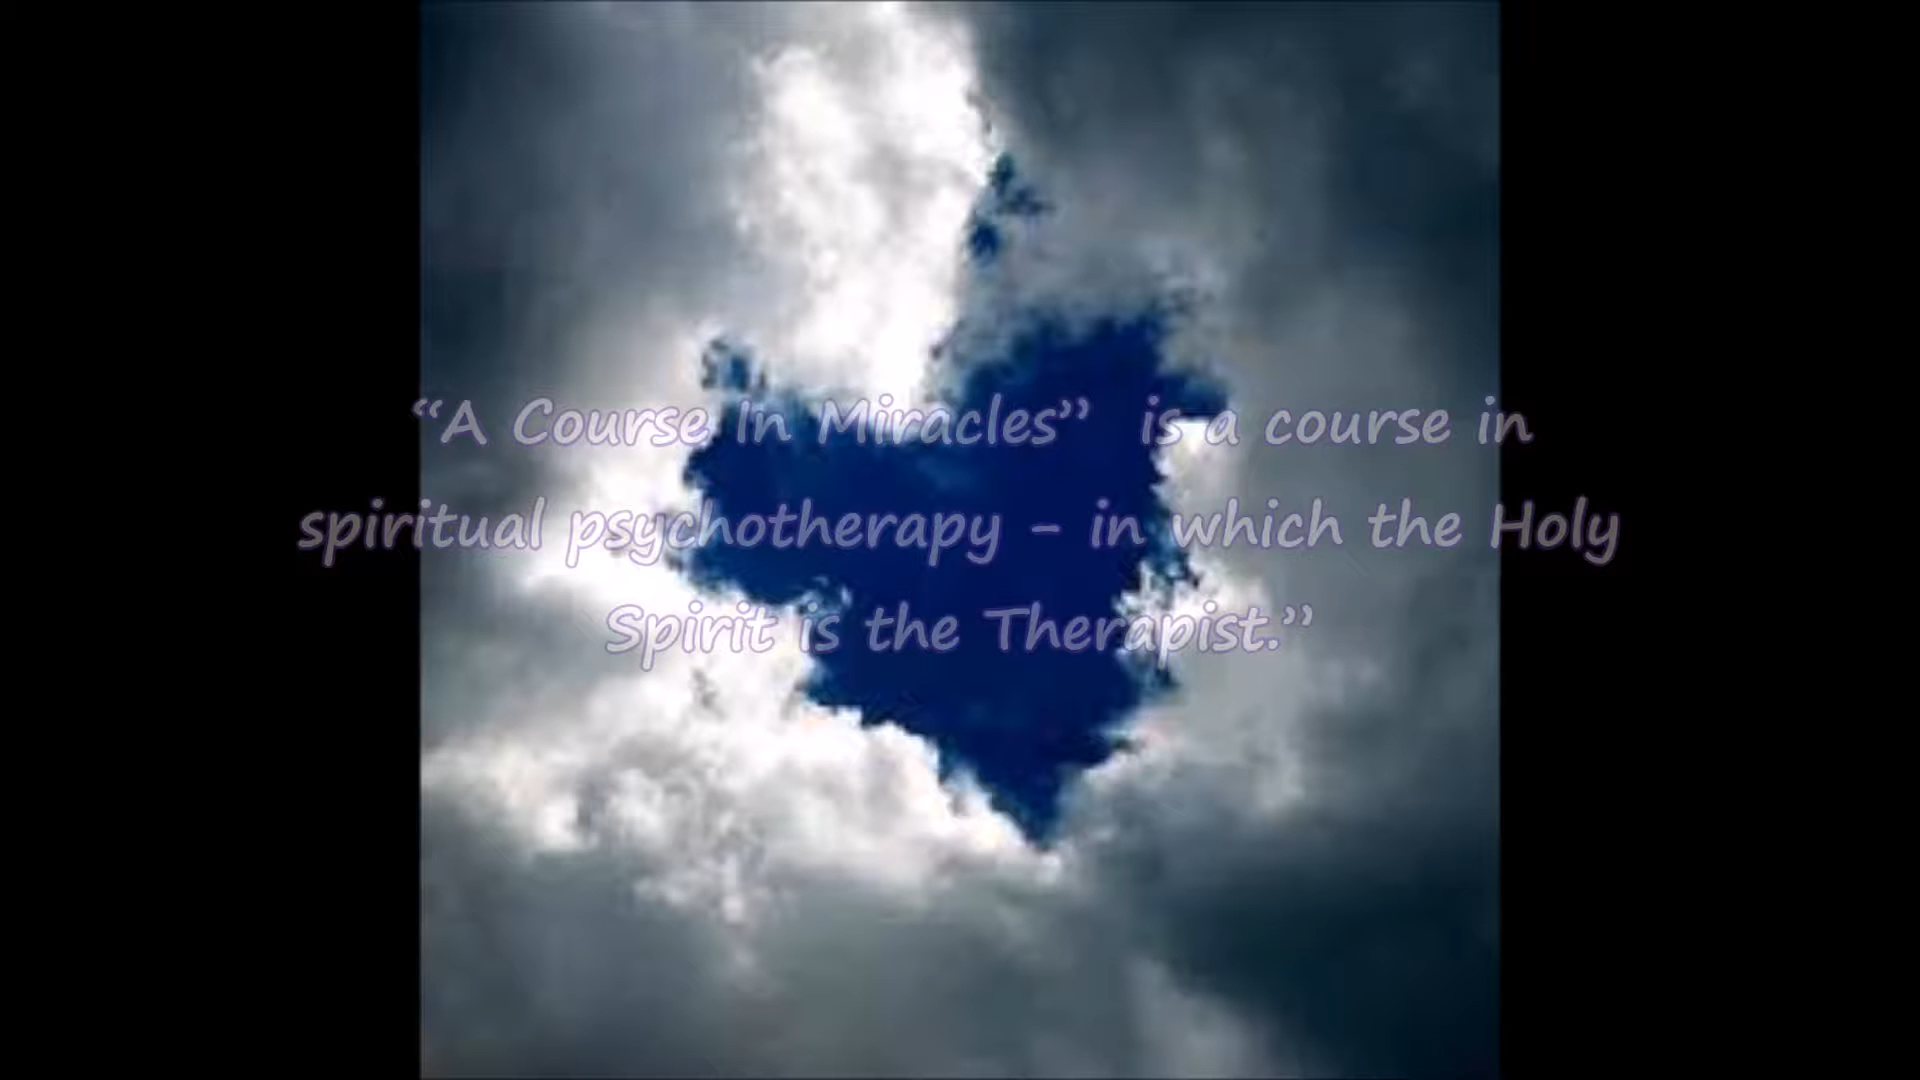 “A Course In Miracles” is a course in
spiritual psychotherapy - in which the Holy
Spirit is the Therapist.”